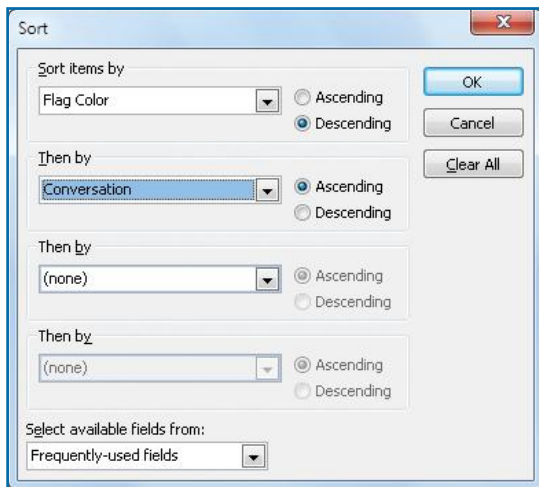 Sort
Sort items by
Flag Color
Ascending
Descending
OK
Cancel
Clear All
Then by
Conversation
Ascending
Descending
Then by
(none)
Ascending
Descending
Then by
(none)
Ascending
Descending
Select available fields from:
Frequently-used fields